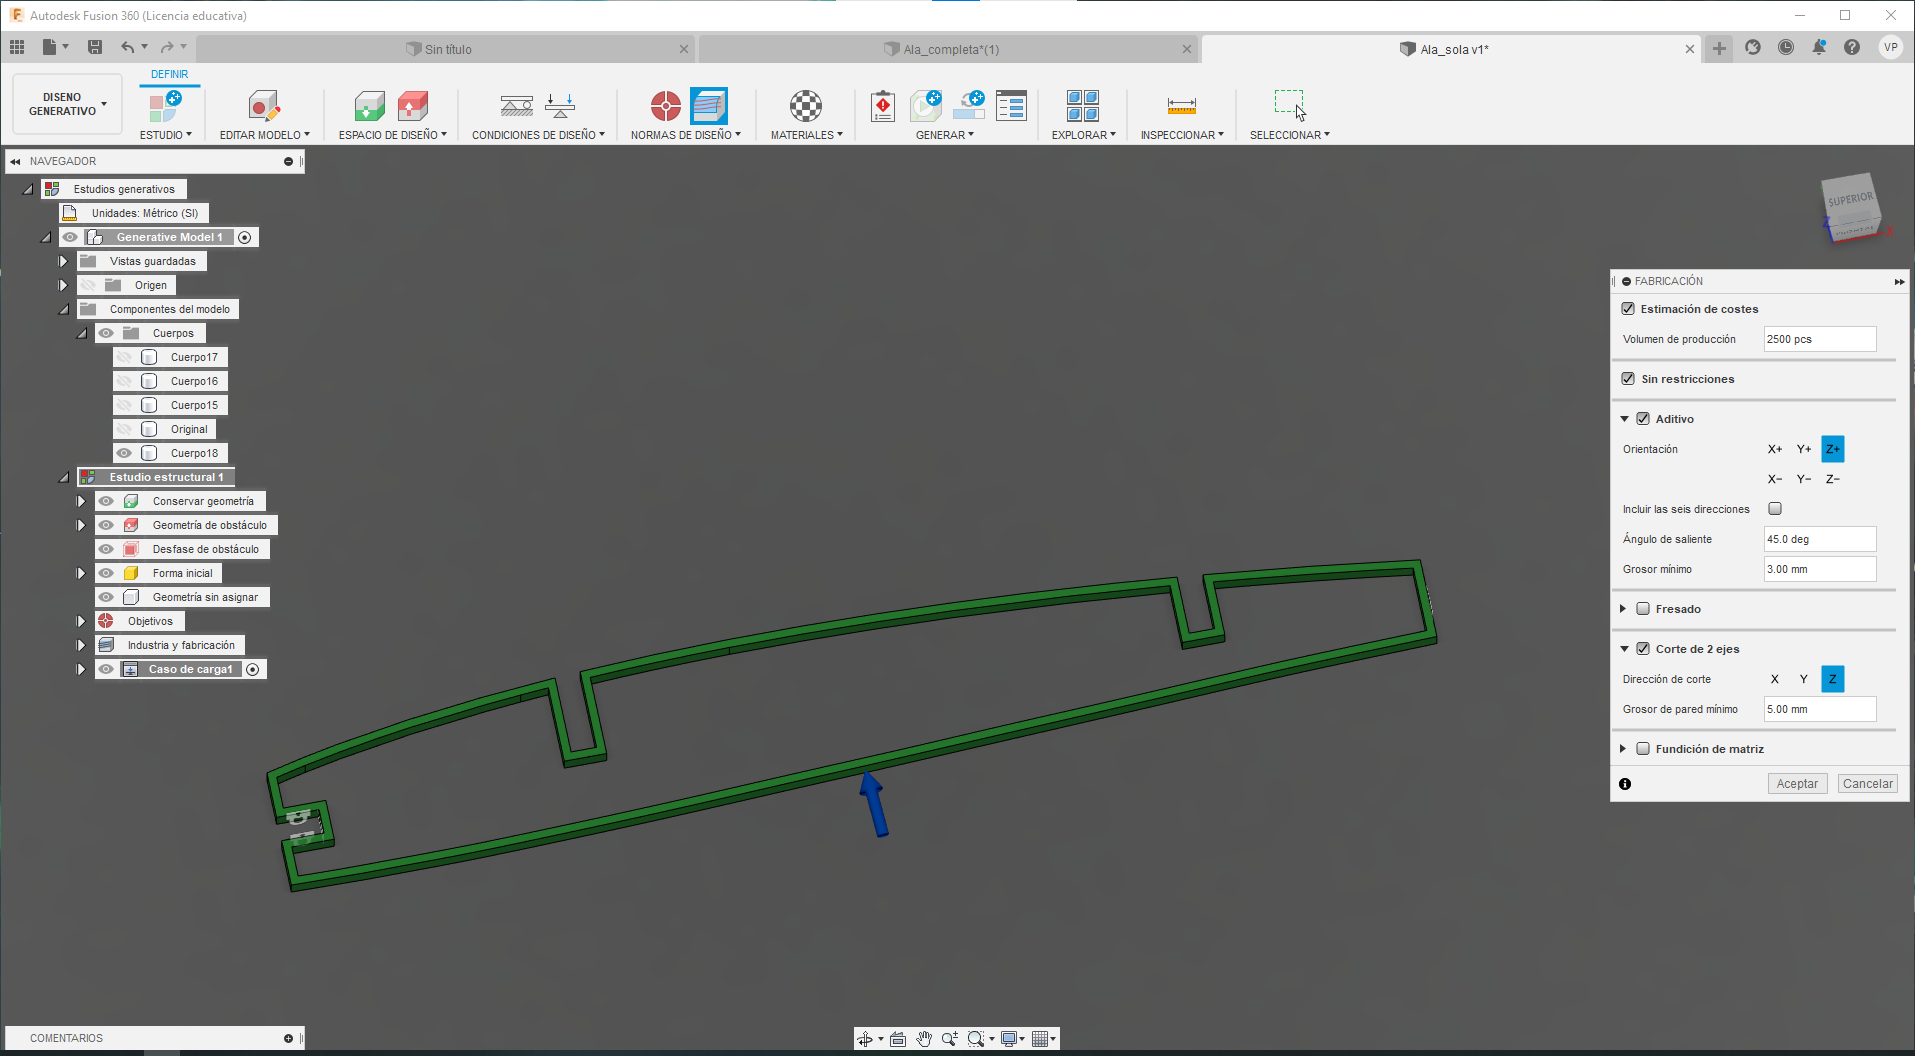 Autodesk Fusion 360 (Licencia educativa)
Sin título
Ala_completa*(1)
Ala_sola v1*
VP
DISEÑO
GENERATIVO
DEFINIR
ESTUDIO
EDITAR MODELO
ESPACIO DE DISEÑO
CONDICIONES DE DISEÑO
NORMAS DE DISEÑO
MATERIALES
GENERAR
EXPLORAR
INSPECCIONAR
SELECCIONAR
NAVEGADOR
Estudios generativos
Unidades: Métrico (SI)
Generative Model 1
Vistas guardadas
Origen
Componentes del modelo
Cuerpos
Cuerpo17
Cuerpo16
Cuerpo15
Original
Cuerpo18
Estudio estructural 1
Conservar geometría
Geometría de obstáculo
Desfase de obstáculo
Forma inicial
Geometría sin asignar
Objetivos
Industria y fabricación
Caso de carga1
SUPERIOR
Z
X
FABRICACIÓN
Estimación de costes
Volumen de producción 2500 pcs
Sin restricciones
Aditivo
Orientación X+ Y+ Z+
X- Y- Z-
Incluir las seis direcciones
Ángulo de saliente 45.0 deg
Grosor mínimo 3.00 mm
Fresado
Corte de 2 ejes
Dirección de corte X Y Z
Grosor de pared mínimo 5.00 mm
Fundición de matriz
Aceptar Cancelar
COMENTARIOS